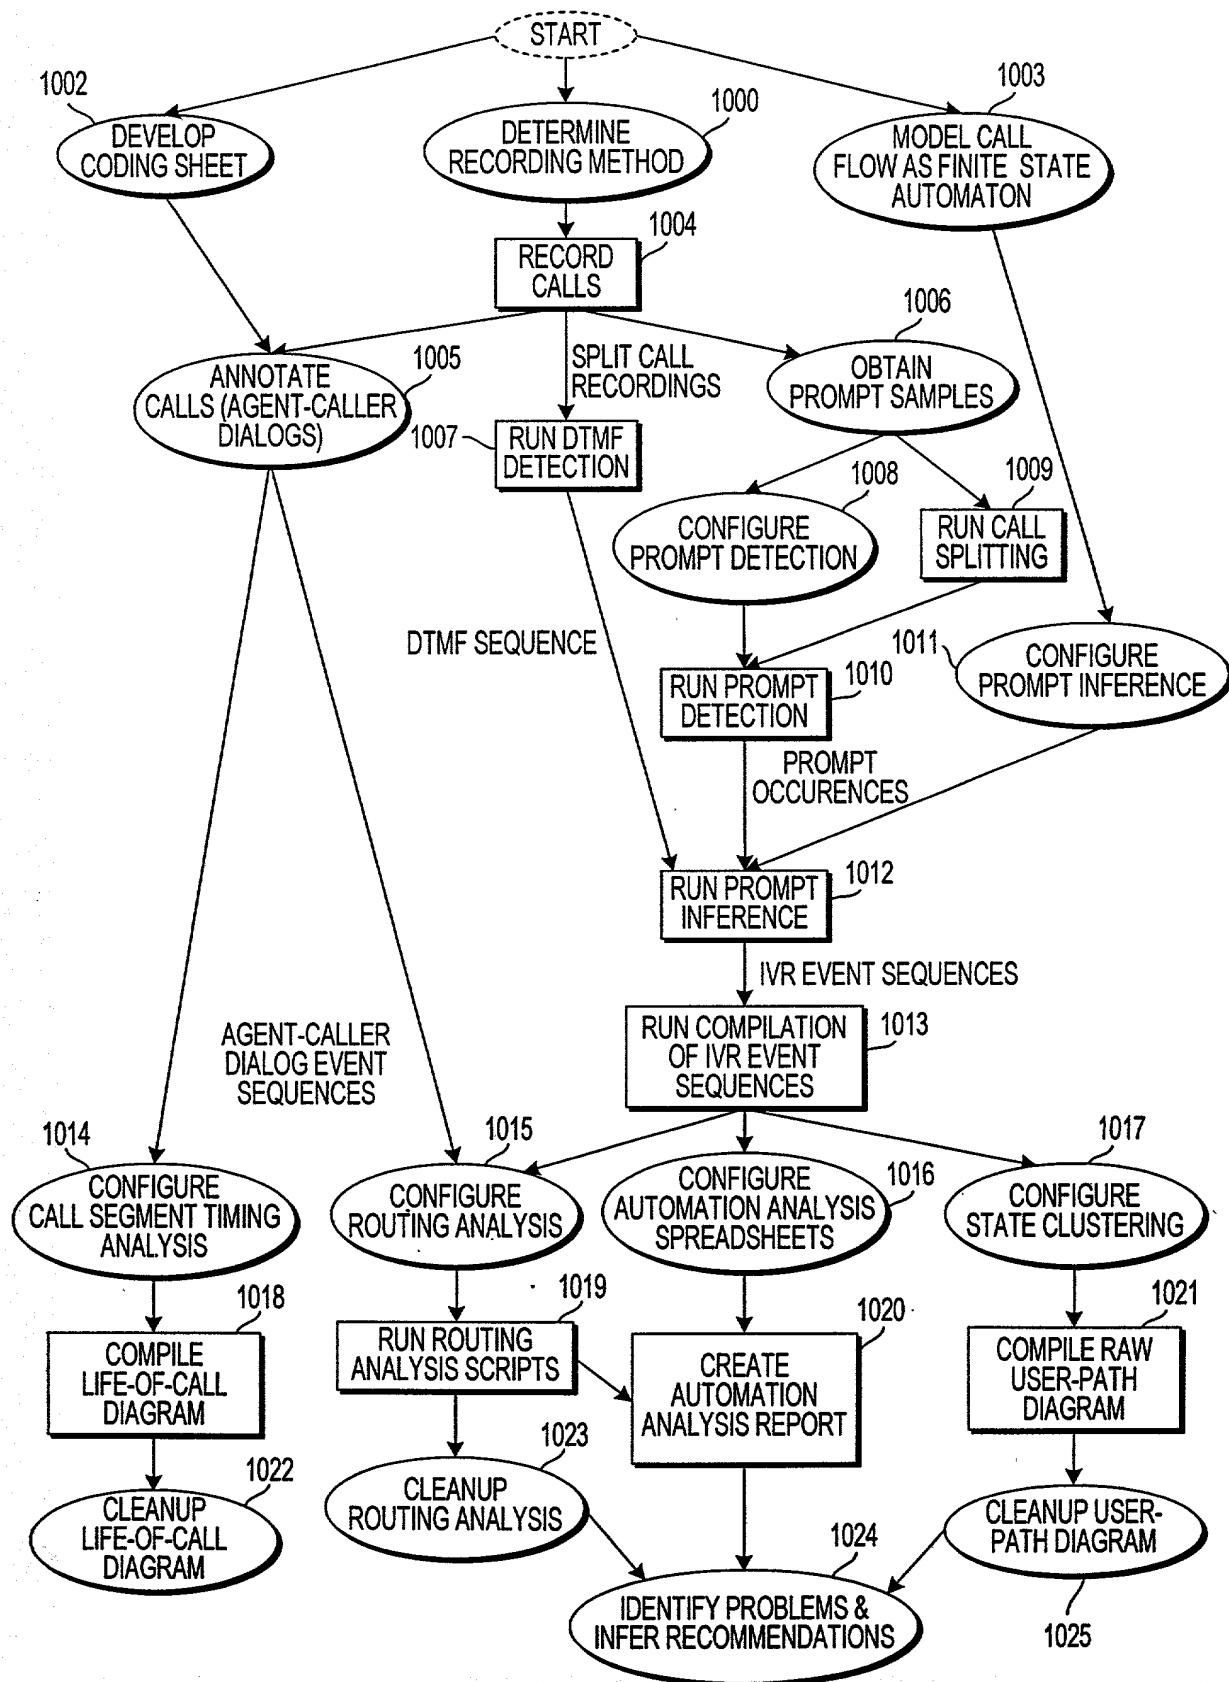 START
1002
DEVELOP
CODING SHEET
1000
DETERMINE
RECORDING METHOD
1003
MODEL CALL
FLOW AS FINITE STATE
AUTOMATON
1004
RECORD
CALLS
1005
ANNOTATE
CALLS (AGENT-CALLER
DIALOGS)
SPLIT CALL
RECORDINGS
1006
OBTAIN
PROMPT SAMPLES
1007
RUN DTMF
DETECTION
1008
CONFIGURE
PROMPT DETECTION
1009
RUN CALL
SPLITTING
DTMF SEQUENCE
1010
RUN PROMPT
DETECTION
1011
CONFIGURE
PROMPT INFERENCE
PROMPT
OCCURENCES
1012
RUN PROMPT
INFERENCE
IVR EVENT SEQUENCES
1013
RUN COMPILATION
OF IVR EVENT
SEQUENCES
AGENT-CALLER
DIALOG EVENT
SEQUENCES
1014
CONFIGURE
CALL SEGMENT TIMING
ANALYSIS
1015
CONFIGURE
ROUTING ANALYSIS
1016
CONFIGURE
AUTOMATION ANALYSIS
SPREADSHEETS
1017
CONFIGURE
STATE CLUSTERING
1018
COMPILE
LIFE-OF-CALL
DIAGRAM
1019
RUN ROUTING
ANALYSIS SCRIPTS
1020
CREATE
AUTOMATION
ANALYSIS REPORT
1021
COMPILE RAW
USER-PATH
DIAGRAM
1022
CLEANUP
LIFE-OF-CALL
DIAGRAM
1023
CLEANUP
ROUTING ANALYSIS
1024
IDENTIFY PROBLEMS &
INFER RECOMMENDATIONS
CLEANUP USER-
PATH DIAGRAM
1025